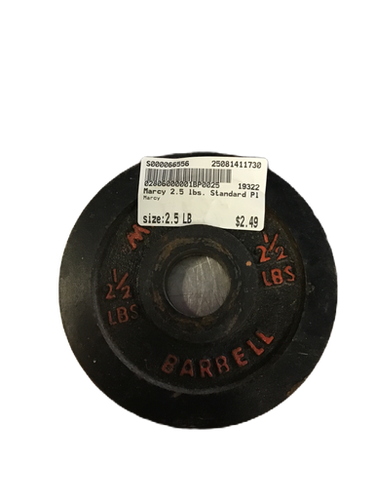 S000066556 25081411730
02806000001BP0025 19322
Marcy 2.5 lbs. Standard Pl
Marcy
size:2.5 LB $2.49
2½ LBS
2½ LBS
BARBELL